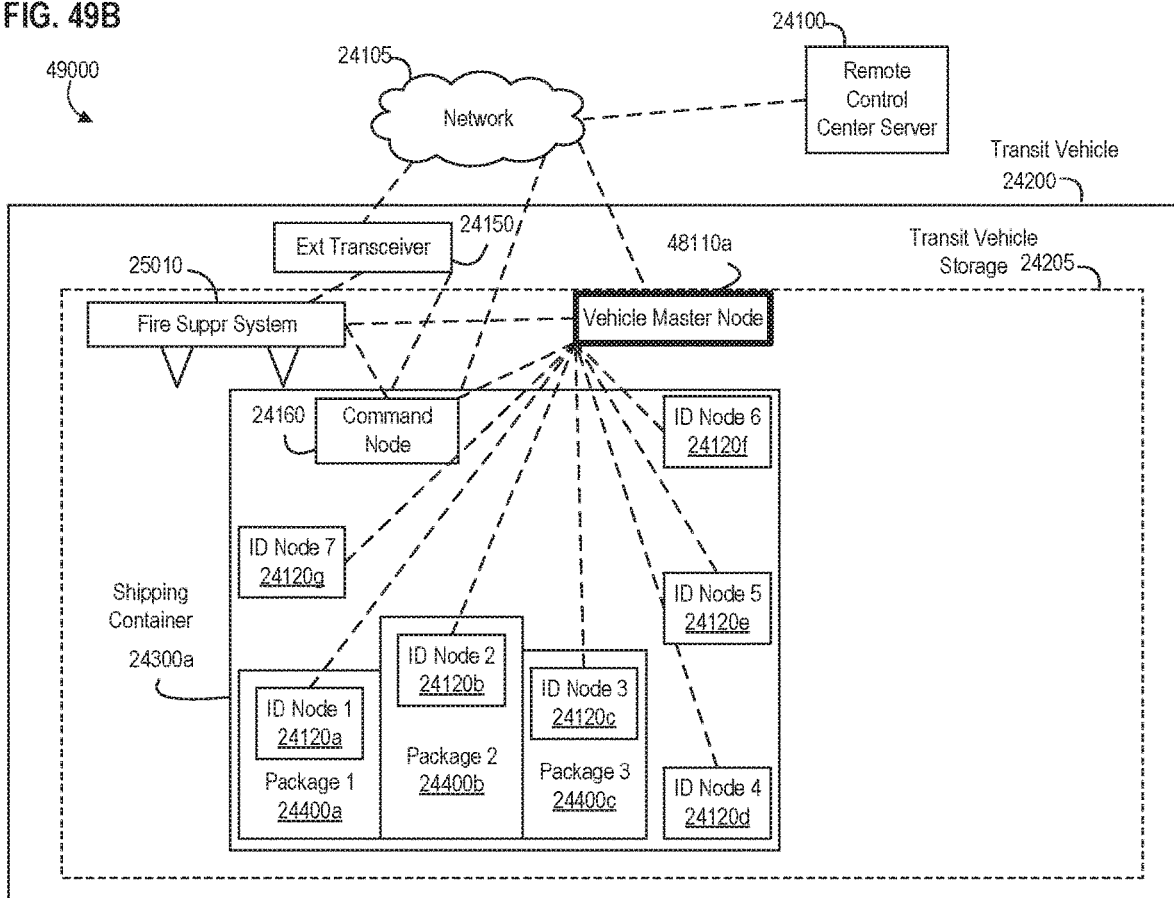 FIG. 49B
49000
24105
Network
24100
Remote
Control
Center Server
Transit Vehicle
24200
Ext Transceiver
24150
48110a
Transit Vehicle
Storage 24205
25010
Fire Suppr System
Vehicle Master Node
24160
Command
Node
ID Node 6
24120f
ID Node 7
24120g
Shipping
Container
24300a
ID Node 5
24120e
ID Node 2
24120b
ID Node 3
24120c
ID Node 1
24120a
Package 1
24400a
Package 2
24400b
Package 3
24400c
ID Node 4
24120d